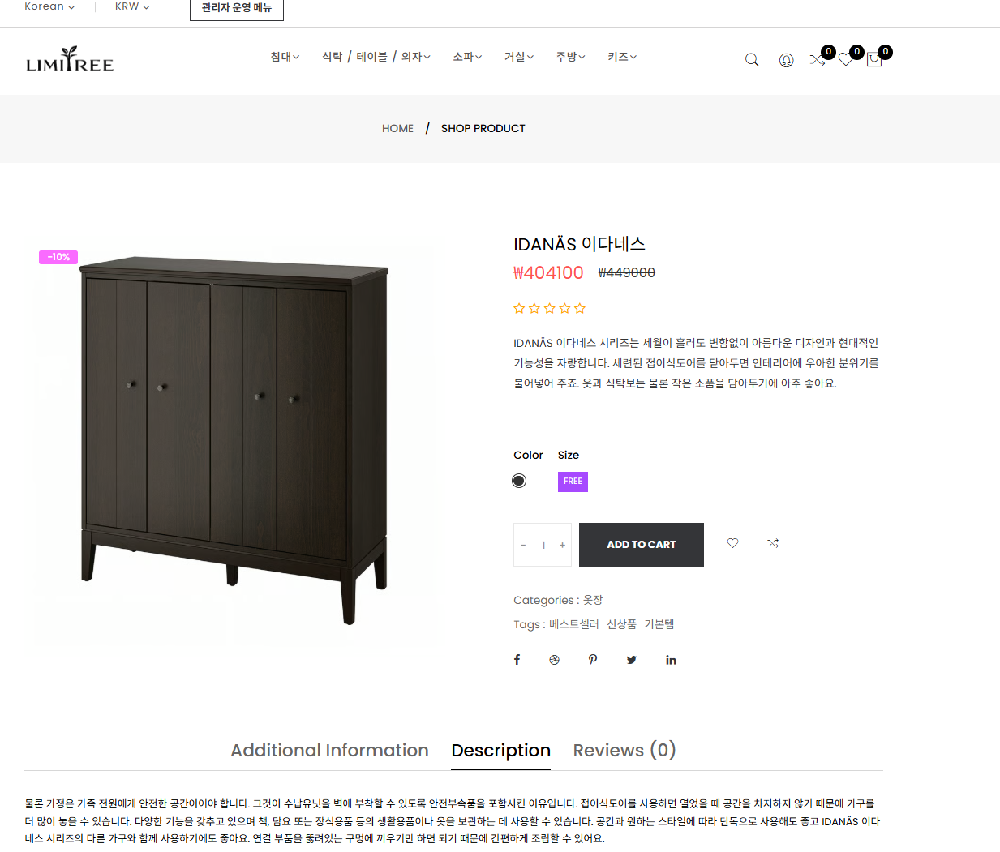 Korean
KRW
관리자 운영 메뉴
LIMITREE
침대
식탁 / 테이블 / 의자
소파
거실
주방
키즈
0
0
0
HOME / SHOP PRODUCT
-10%
IDANÄS 이다네스
₩404100 ₩449000
IDANÄS 이다네스 시리즈는 세월이 흘러도 변함없이 아름다운 디자인과 현대적인
기능성을 자랑합니다. 세련된 접이식도어를 닫아두면 인테리어에 우아한 분위기를
불어넣어 주죠. 옷과 식탁보는 물론 작은 소품을 담아두기에 아주 좋아요.
Color Size
FREE
- 1 +
ADD TO CART
Categories : 옷장
Tags : 베스트셀러 신상품 기본템
Additional Information Description Reviews (0)
물론 가정은 가족 전원에게 안전한 공간이어야 합니다. 그것이 수납유닛을 벽에 부착할 수 있도록 안전부속품을 포함시킨 이유입니다. 접이식도어를 사용하면 열었을 때 공간을 차지하지 않기 때문에 가구를
더 많이 놓을 수 있습니다. 다양한 기능을 갖추고 있으며 책, 담요 또는 장식용품 등의 생활용품이나 옷을 보관하는 데 사용할 수 있습니다. 공간과 원하는 스타일에 따라 단독으로 사용해도 좋고 IDANÄS 이다
네스 시리즈의 다른 가구와 함께 사용하기에도 좋아요. 연결 부품을 뚫려있는 구멍에 끼우기만 하면 되기 때문에 간편하게 조립할 수 있어요.